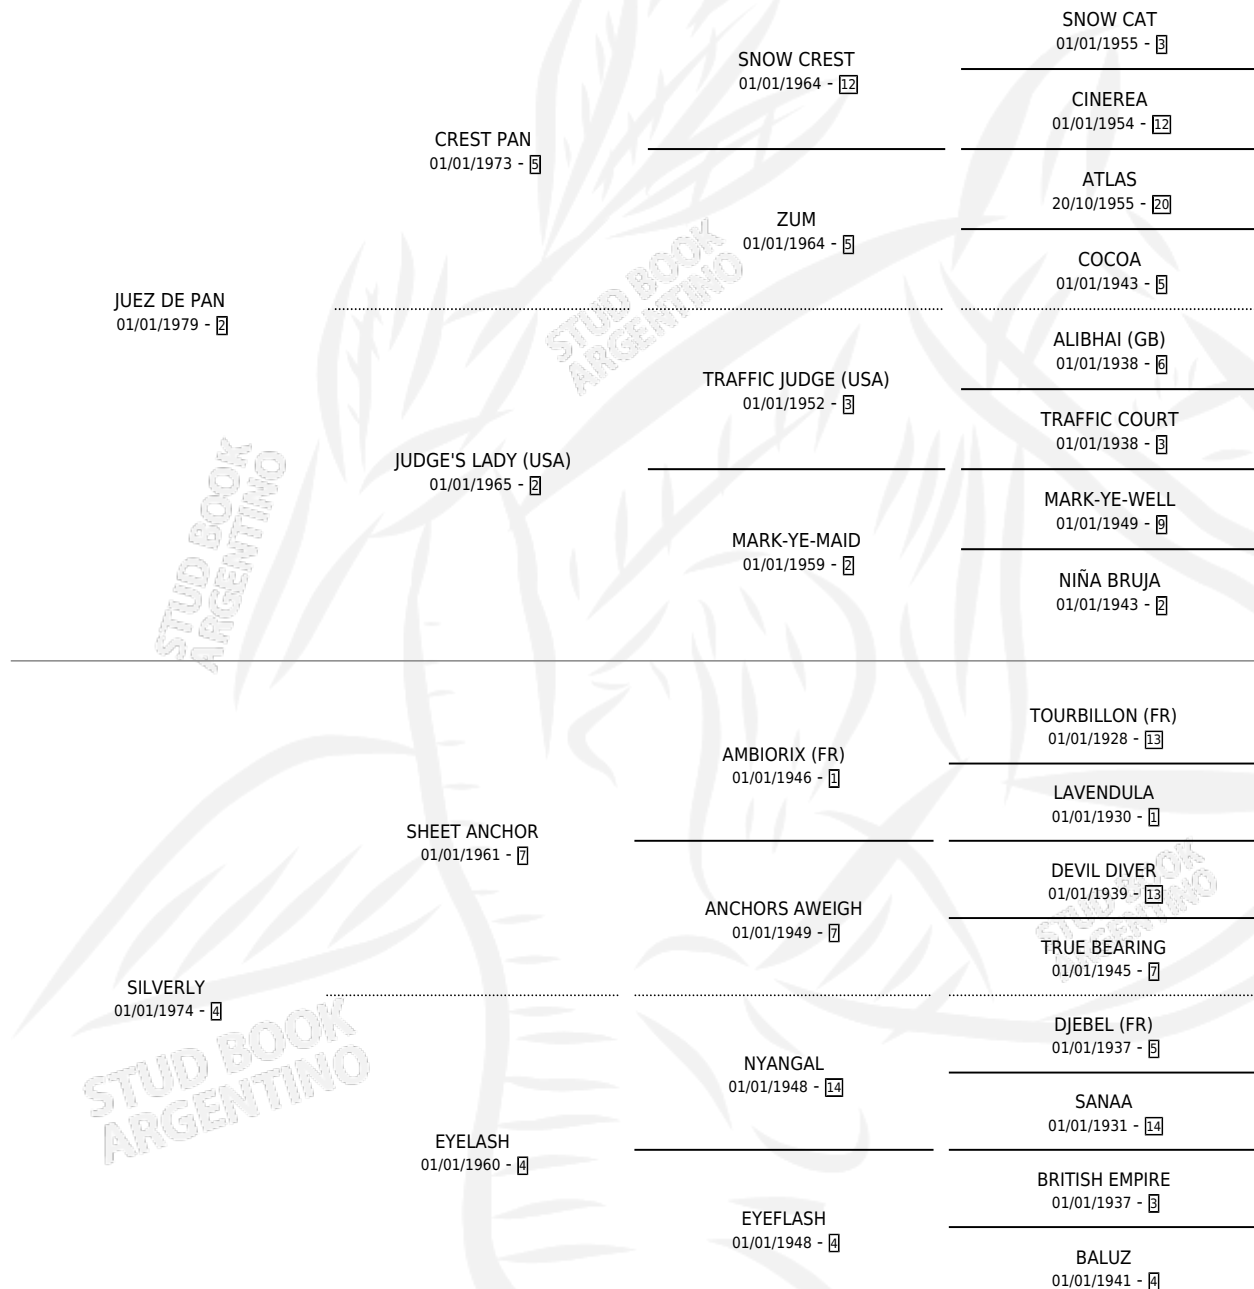 SNOW CAT
01/01/1955 - 3
SNOW CREST
01/01/1964 - 12
CINEREA
01/01/1954 - 12
CREST PAN
01/01/1973 - 5
ATLAS
20/10/1955 - 20
ZUM
01/01/1964 - 5
COCOA
01/01/1943 - 5
JUEZ DE PAN
01/01/1979 - 2
ALIBHAI (GB)
01/01/1938 - 6
TRAFFIC JUDGE (USA)
01/01/1952 - 3
TRAFFIC COURT
01/01/1938 - 3
JUDGE'S LADY (USA)
01/01/1965 - 2
MARK-YE-WELL
01/01/1949 - 9
MARK-YE-MAID
01/01/1959 - 2
NIÑA BRUJA
01/01/1943 - 2
TOURBILLON (FR)
01/01/1928 - 13
AMBIORIX (FR)
01/01/1946 - 1
LAVENDULA
01/01/1930 - 1
SHEET ANCHOR
01/01/1961 - 7
DEVIL DIVER
01/01/1939 - 13
ANCHORS AWEIGH
01/01/1949 - 7
TRUE BEARING
01/01/1945 - 7
SILVERLY
01/01/1974 - 4
DJEBEL (FR)
01/01/1937 - 5
NYANGAL
01/01/1948 - 14
SANAA
01/01/1931 - 14
EYELASH
01/01/1960 - 4
BRITISH EMPIRE
01/01/1937 - 3
EYEFLASH
01/01/1948 - 4
BALUZ
01/01/1941 - 4
STUD BOOK
ARGENTINO
STUD BOOK
ARGENTINO
STUD BOOK
ARGENTINO
STUD BOOK
ARGENTINO